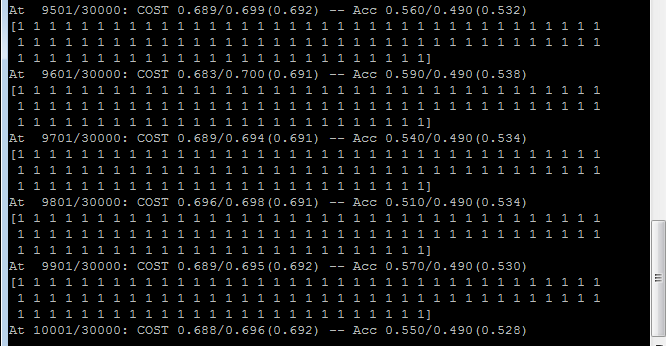 At  9501/30000: COST 0.689/0.699(0.692) -- Acc 0.560/0.490(0.532)
[1 1 1 1 1 1 1 1 1 1 1 1 1 1 1 1 1 1 1 1 1 1 1 1 1 1 1 1 1 1 1 1 1 1 1 1 1
 1 1 1 1 1 1 1 1 1 1 1 1 1 1 1 1 1 1 1 1 1 1 1 1 1 1 1 1 1 1 1 1 1 1 1 1 1
 1 1 1 1 1 1 1 1 1 1 1 1 1 1 1 1 1 1 1 1 1 1 1 1 1 1]
At  9601/30000: COST 0.683/0.700(0.691) -- Acc 0.590/0.490(0.538)
[1 1 1 1 1 1 1 1 1 1 1 1 1 1 1 1 1 1 1 1 1 1 1 1 1 1 1 1 1 1 1 1 1 1 1 1 1
 1 1 1 1 1 1 1 1 1 1 1 1 1 1 1 1 1 1 1 1 1 1 1 1 1 1 1 1 1 1 1 1 1 1 1 1 1
 1 1 1 1 1 1 1 1 1 1 1 1 1 1 1 1 1 1 1 1 1 1 1 1 1 1]
At  9701/30000: COST 0.689/0.694(0.691) -- Acc 0.540/0.490(0.534)
[1 1 1 1 1 1 1 1 1 1 1 1 1 1 1 1 1 1 1 1 1 1 1 1 1 1 1 1 1 1 1 1 1 1 1 1 1
 1 1 1 1 1 1 1 1 1 1 1 1 1 1 1 1 1 1 1 1 1 1 1 1 1 1 1 1 1 1 1 1 1 1 1 1 1
 1 1 1 1 1 1 1 1 1 1 1 1 1 1 1 1 1 1 1 1 1 1 1 1 1 1]
At  9801/30000: COST 0.696/0.698(0.691) -- Acc 0.510/0.490(0.534)
[1 1 1 1 1 1 1 1 1 1 1 1 1 1 1 1 1 1 1 1 1 1 1 1 1 1 1 1 1 1 1 1 1 1 1 1 1
 1 1 1 1 1 1 1 1 1 1 1 1 1 1 1 1 1 1 1 1 1 1 1 1 1 1 1 1 1 1 1 1 1 1 1 1 1
 1 1 1 1 1 1 1 1 1 1 1 1 1 1 1 1 1 1 1 1 1 1 1 1 1 1]
At  9901/30000: COST 0.689/0.695(0.692) -- Acc 0.570/0.490(0.530)
[1 1 1 1 1 1 1 1 1 1 1 1 1 1 1 1 1 1 1 1 1 1 1 1 1 1 1 1 1 1 1 1 1 1 1 1 1
 1 1 1 1 1 1 1 1 1 1 1 1 1 1 1 1 1 1 1 1 1 1 1 1 1 1 1 1 1 1 1 1 1 1 1 1 1
 1 1 1 1 1 1 1 1 1 1 1 1 1 1 1 1 1 1 1 1 1 1 1 1 1 1]
At 10001/30000: COST 0.688/0.696(0.692) -- Acc 0.550/0.490(0.528)